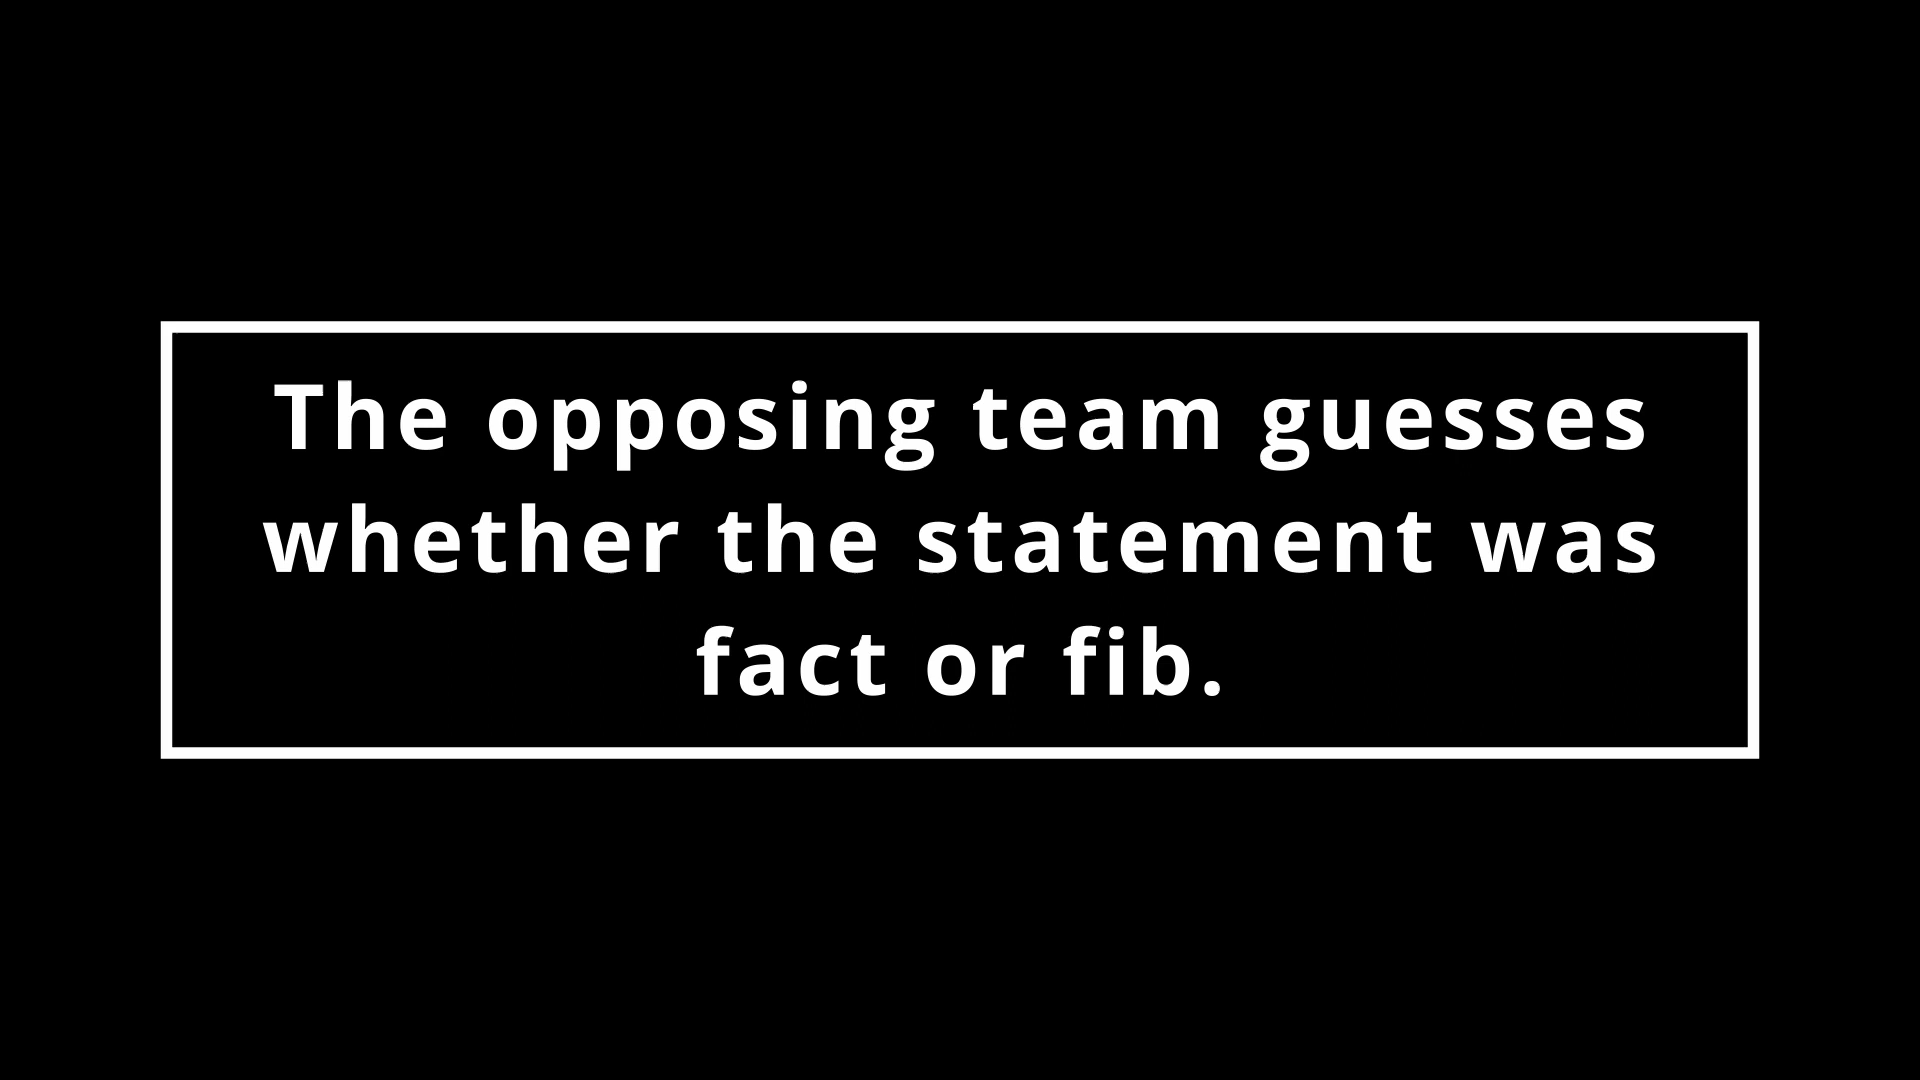 The opposing team guesses
whether the statement was
fact or fib.